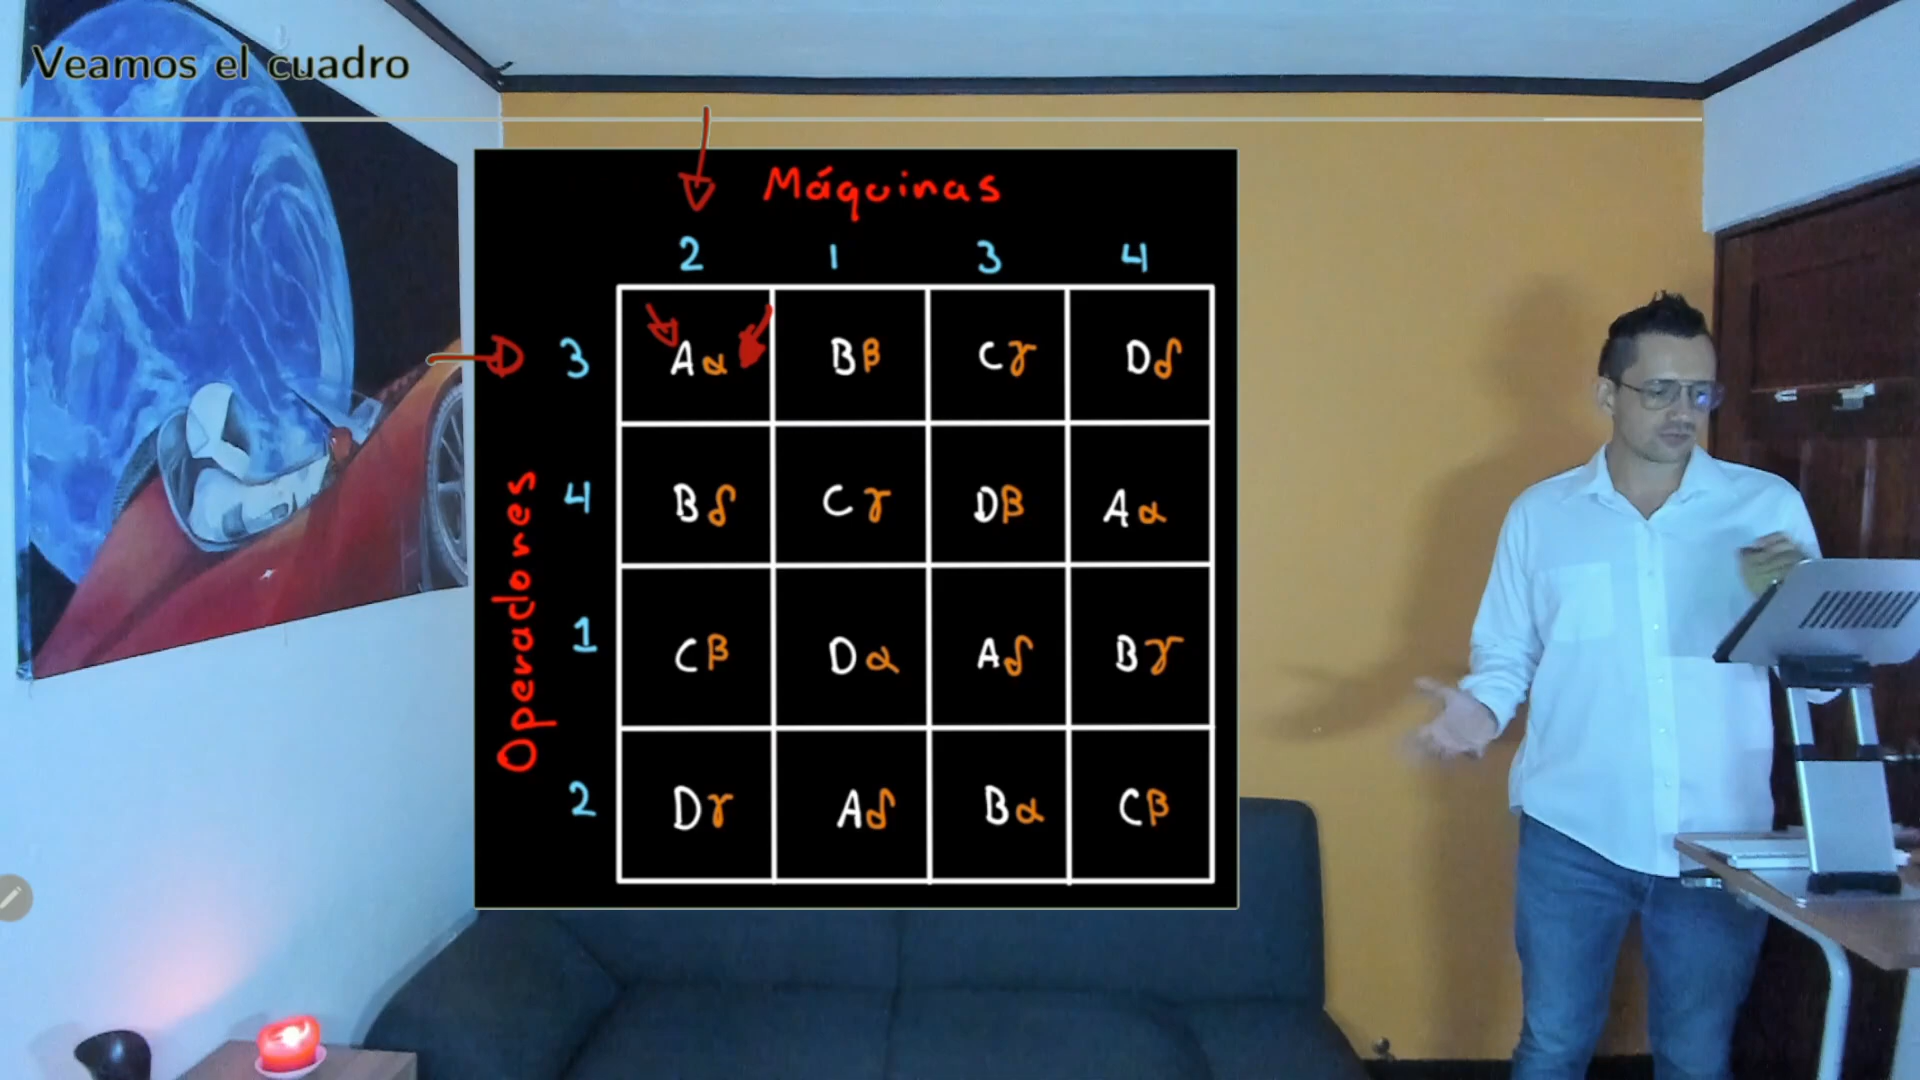 Veamos el cuadro
Máquinas
2 1 3 4
Operadores
3 Aα Bβ Cγ Dδ
4 Bδ Cγ Dβ Aα
1 Cβ Dα Aδ Bγ
2 Dγ Aδ Bα Cβ